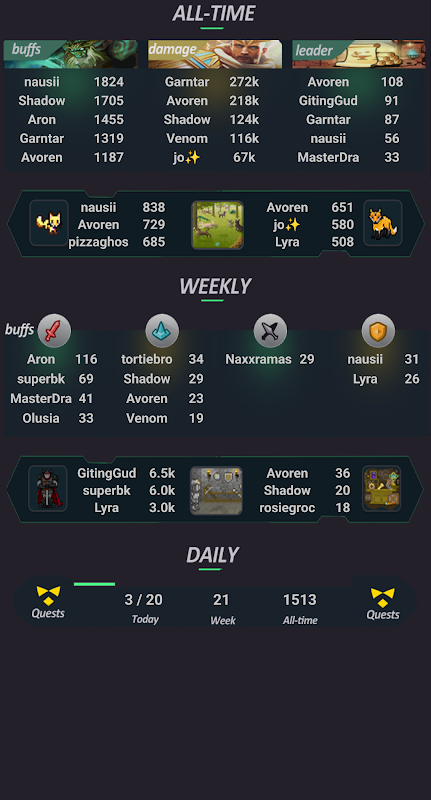 ALL-TIME
buffs damage leader
nausii 1824 Garntar 272k Avoren 108
Shadow 1705 Avoren 218k GitingGud 91
Aron 1455 Shadow 124k Garntar 87
Garntar 1319 Venom 116k nausii 56
Avoren 1187 jo✨ 67k MasterDra 33
nausii 838 Avoren 651
Avoren 729 jo✨ 580
pizzaghos 685 Lyra 508
WEEKLY
buffs
Aron 116 tortiebro 34 Naxxramas 29 nausii 31
superbk 69 Shadow 29 Lyra 26
MasterDra 41 Avoren 23
Olusia 33 Venom 19
GitingGud 6.5k Avoren 36
superbk 6.0k Shadow 20
Lyra 3.0k rosiegroc 18
DAILY
Quests 3 / 20 21 1513 Quests
Today Week All-time